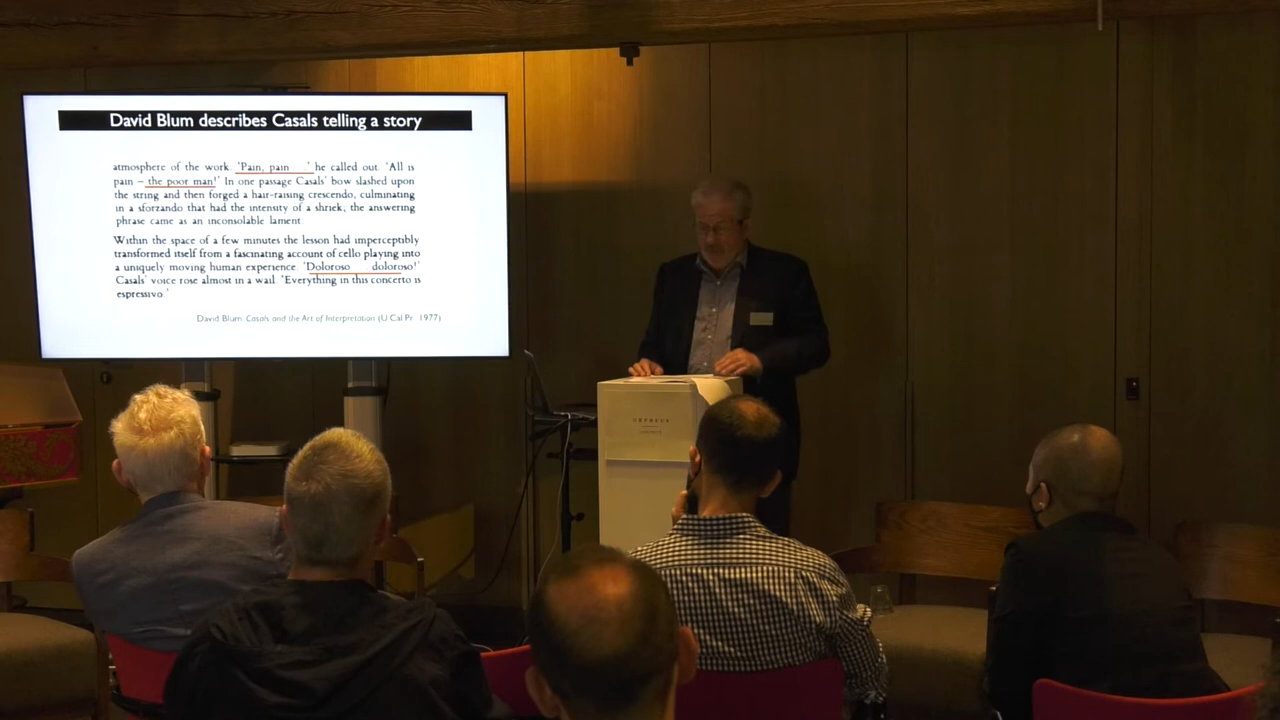 David Blum describes Casals telling a story
atmosphere of the work. 'Pain, pain   ' he called out. 'All is
pain – the poor man!' In one passage Casals' bow slashed upon
the string and then forged a hair-raising crescendo, culminating
in a sforzando that had the intensity of a shriek; the answering
phrase came as an inconsolable lament.
Within the space of a few minutes the lesson had imperceptibly
transformed itself from a fascinating account of cello playing into
a uniquely moving human experience. 'Doloroso   doloroso!'
Casals' voice rose almost in a wail. 'Everything in this concerto is
espressivo.'
David Blum: Casals and the Art of Interpretation (U Cal Pr. 1977)
ORPHEUS